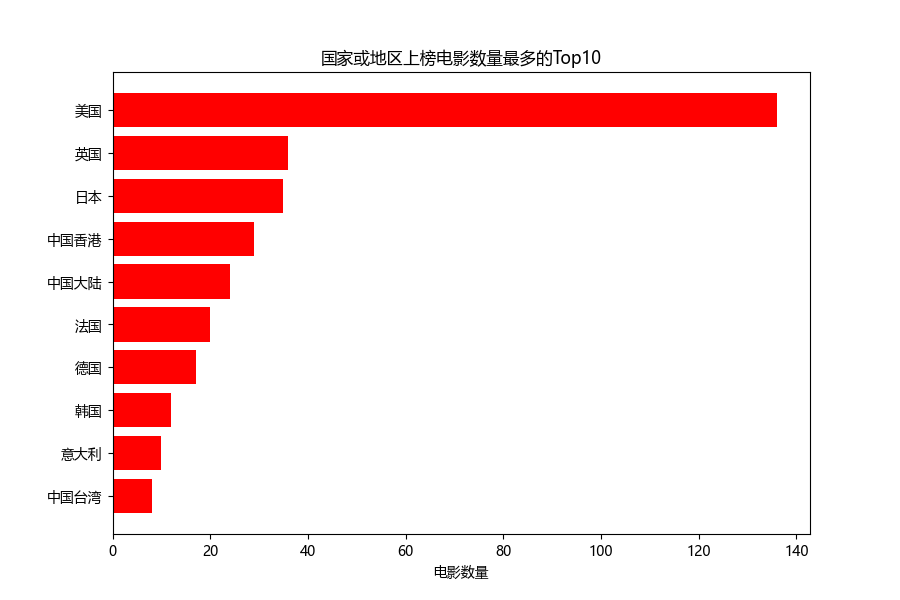 国家或地区上榜电影数量最多的Top10
美国
英国
日本
中国香港
中国大陆
法国
德国
韩国
意大利
中国台湾
0 20 40 60 80 100 120 140
电影数量